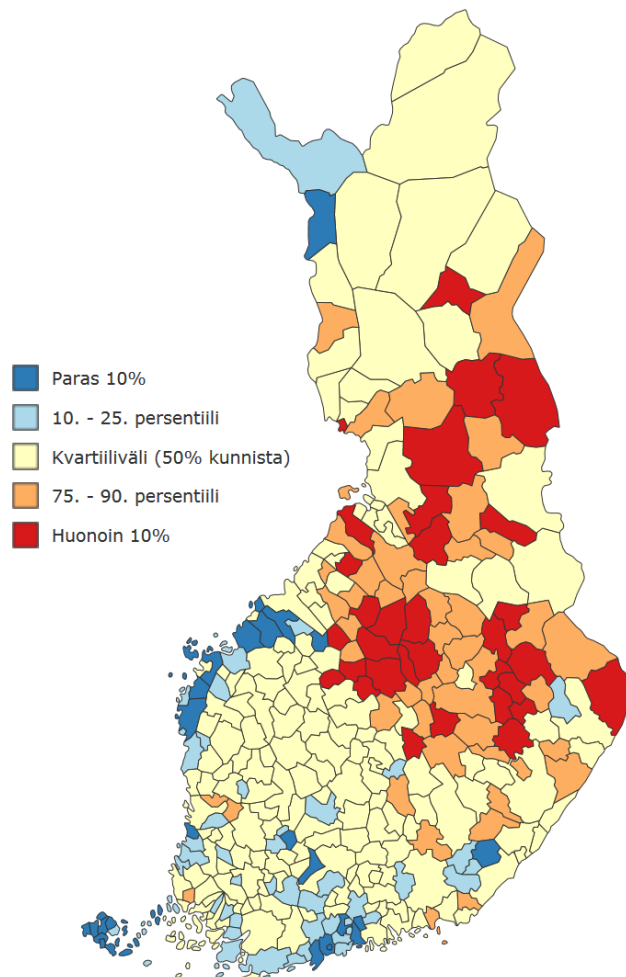 Paras 10%
10. - 25. persentiili
Kvartiiliväli (50% kunnista)
75. - 90. persentiili
Huonoin 10%